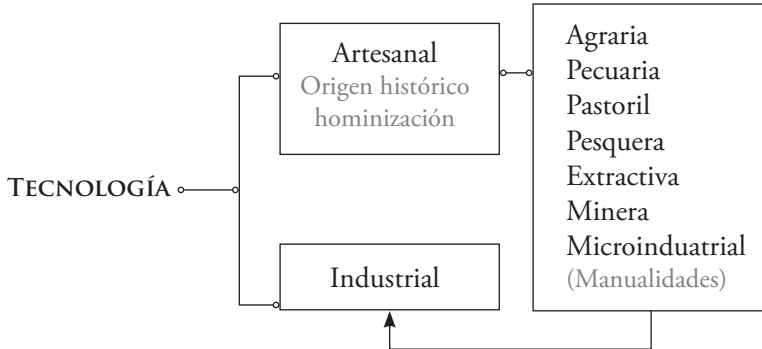 Artesanal
Origen histórico
hominización
Agraria
Pecuaria
Pastoril
Pesquera
Extractiva
Minera
Microinduatrial
(Manualidades)
TECNOLOGÍA
Industrial